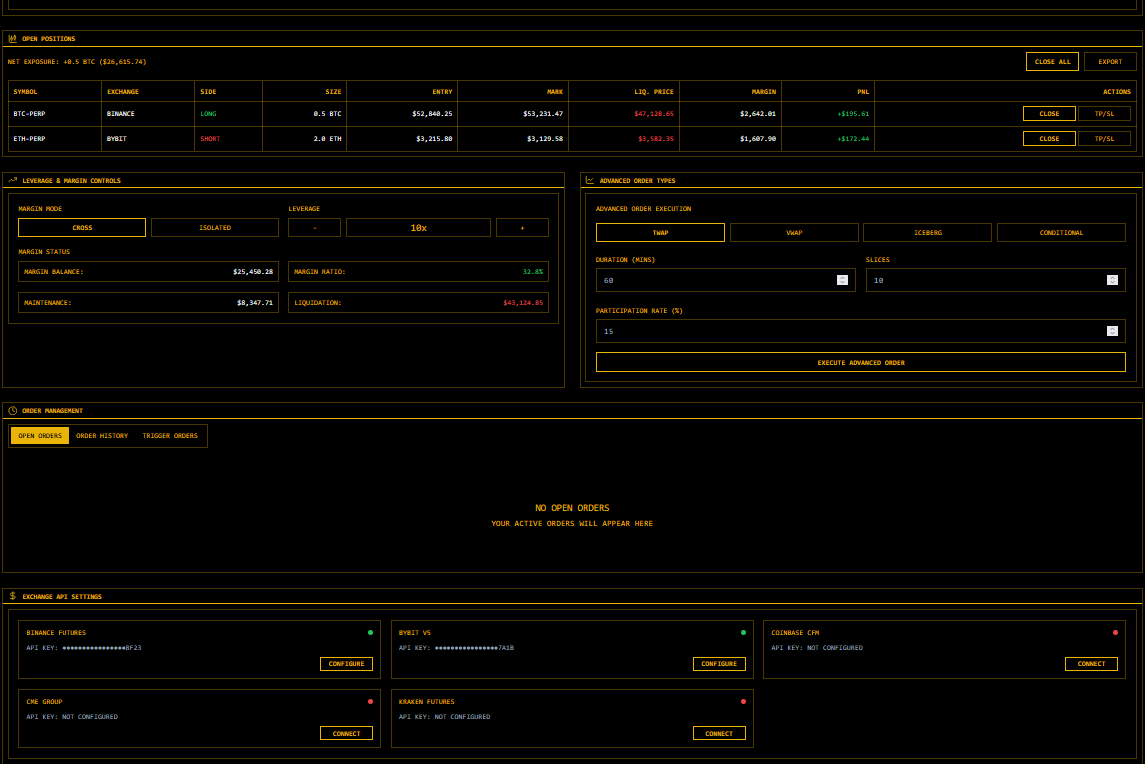 OPEN POSITIONS
NET EXPOSURE: +0.5 BTC ($26,615.74)
CLOSE ALL
EXPORT
SYMBOL EXCHANGE SIDE SIZE ENTRY MARK LIQ. PRICE MARGIN PNL ACTIONS
BTC-PERP BINANCE LONG 0.5 BTC $52,840.25 $53,231.47 $47,128.65 $2,642.01 +$195.61 CLOSE TP/SL
ETH-PERP BYBIT SHORT 2.0 ETH $3,215.80 $3,129.58 $3,582.35 $1,607.90 +$172.44 CLOSE TP/SL
LEVERAGE & MARGIN CONTROLS
MARGIN MODE LEVERAGE
CROSS ISOLATED - 10x +
MARGIN STATUS
MARGIN BALANCE: $25,450.28 MARGIN RATIO: 32.8%
MAINTENANCE: $8,347.71 LIQUIDATION: $43,124.85
ADVANCED ORDER TYPES
ADVANCED ORDER EXECUTION
TWAP VWAP ICEBERG CONDITIONAL
DURATION (MINS) SLICES
60 10
PARTICIPATION RATE (%)
15
EXECUTE ADVANCED ORDER
ORDER MANAGEMENT
OPEN ORDERS ORDER HISTORY TRIGGER ORDERS
NO OPEN ORDERS
YOUR ACTIVE ORDERS WILL APPEAR HERE
EXCHANGE API SETTINGS
BINANCE FUTURES
API KEY: ••••••••••••••••8F23
CONFIGURE
BYBIT V5
API KEY: ••••••••••••••••7A1B
CONFIGURE
COINBASE CFM
API KEY: NOT CONFIGURED
CONNECT
CME GROUP
API KEY: NOT CONFIGURED
CONNECT
KRAKEN FUTURES
API KEY: NOT CONFIGURED
CONNECT